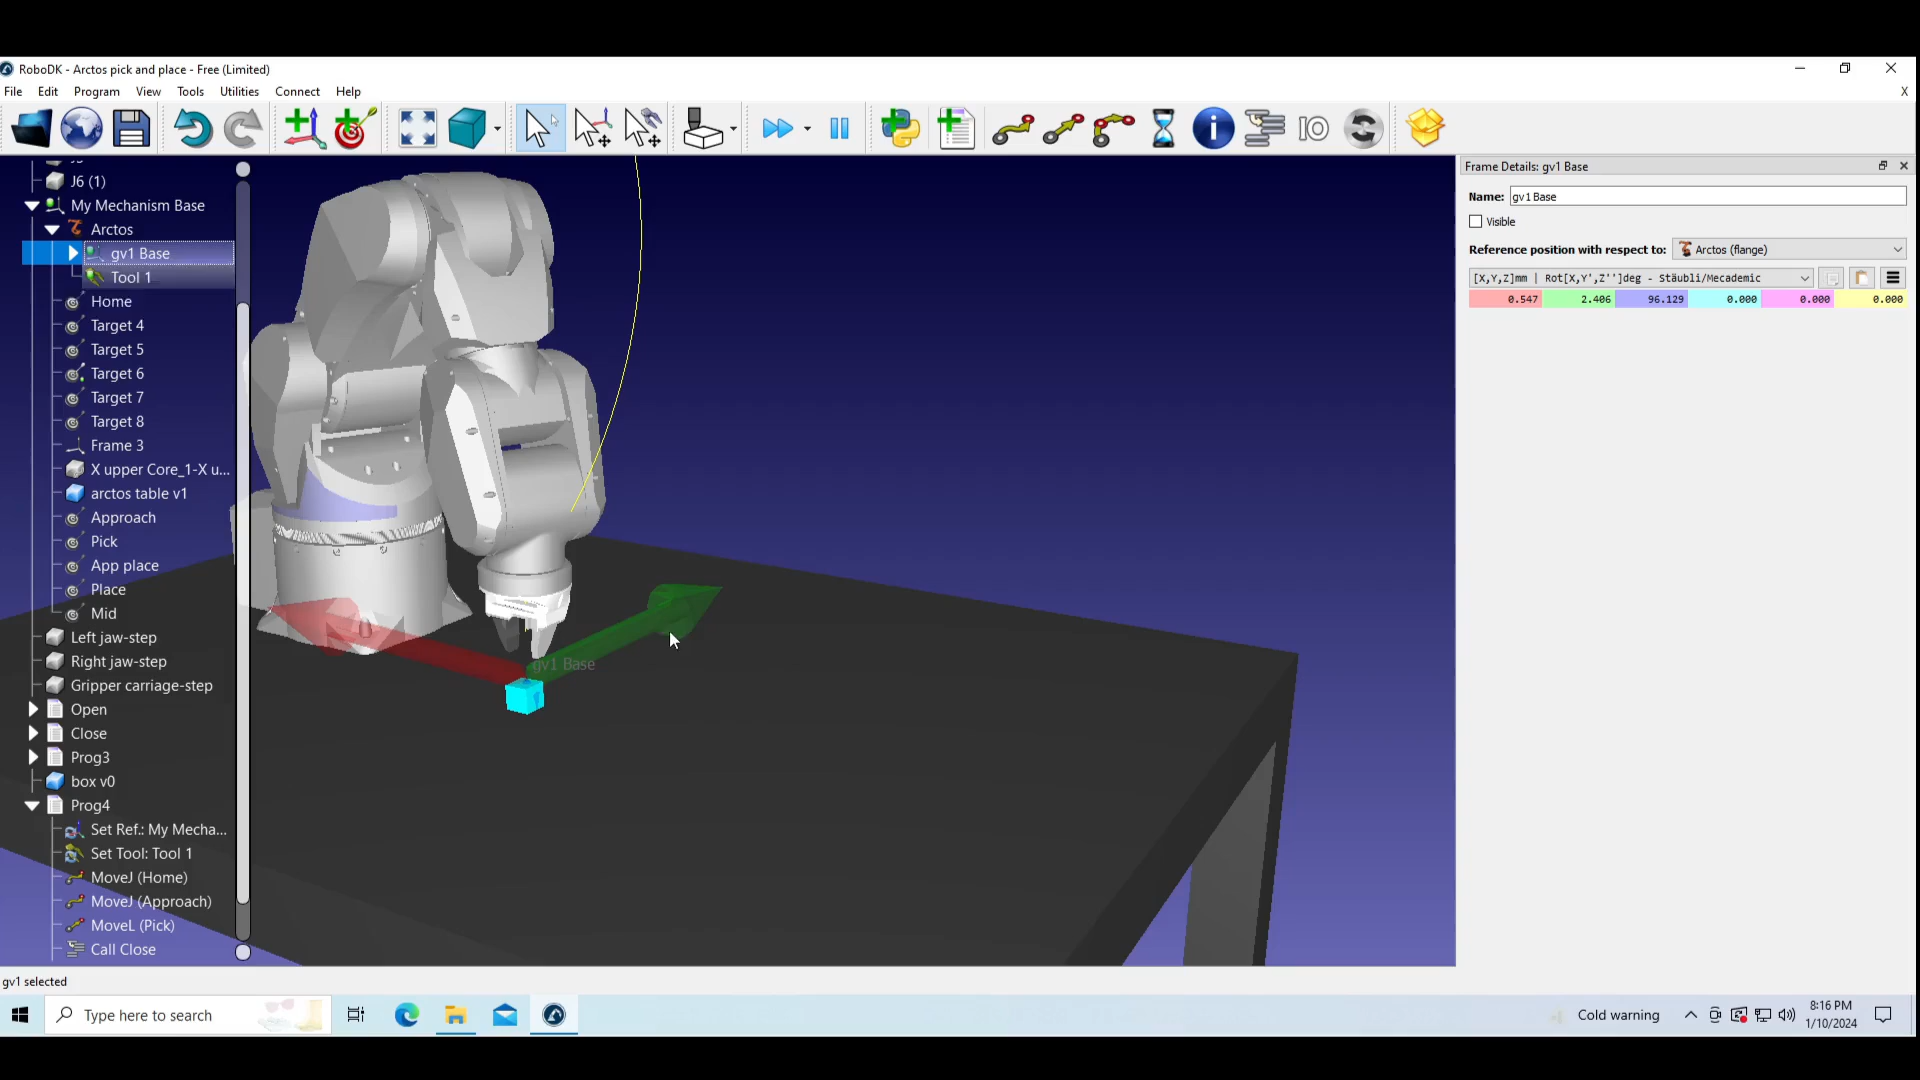 RoboDK - Arctos pick and place - Free (Limited)
File Edit Program View Tools Utilities Connect Help
X
IO
J6 (1)
My Mechanism Base
Arctos
gv1 Base
Tool 1
Home
Target 4
Target 5
Target 6
Target 7
Target 8
Frame 3
X upper Core_1-X u...
arctos table v1
Approach
Pick
App place
Place
Mid
Left jaw-step
Right jaw-step
Gripper carriage-step
Open
Close
Prog3
box v0
Prog4
Set Ref.: My Mecha...
Set Tool: Tool 1
MoveJ (Home)
MoveJ (Approach)
MoveL (Pick)
Call Close
gv1 Base
Frame Details: gv1 Base
Name: gv1 Base
Visible
Reference position with respect to: Arctos (flange)
[X,Y,Z]mm | Rot[X,Y',Z'']deg - Stäubli/Mecademic
0.547 2.406 96.129 0.000 0.000 0.000
gv1 selected
Type here to search
Cold warning
8:16 PM
1/10/2024